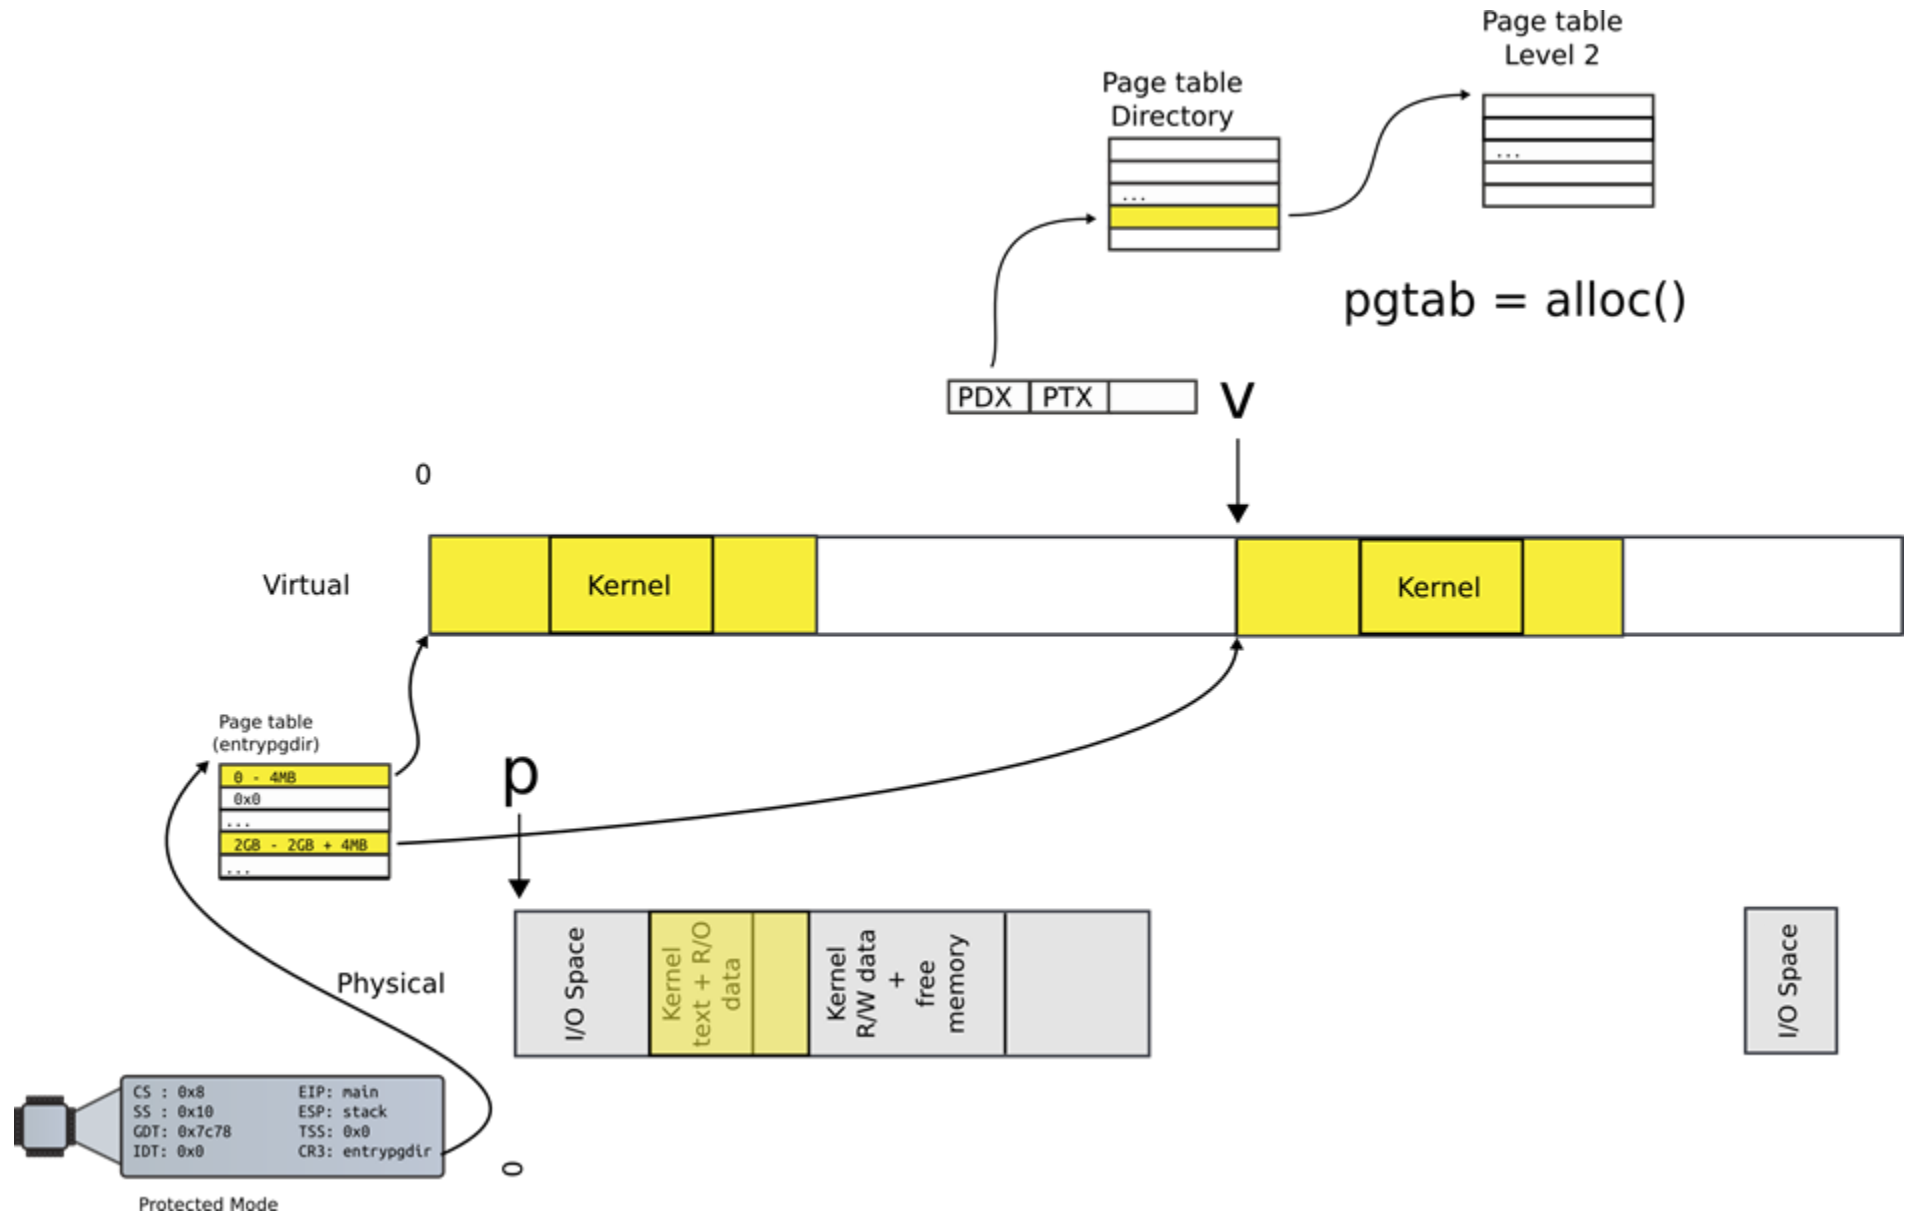 Page table
Level 2
Page table
Directory
...
...
pgtab = alloc()
PDX PTX
v
0
Virtual
Kernel
Kernel
Page table
(entrypgdir)
0 - 4MB
0x0
...
2GB - 2GB + 4MB
...
p
Physical
I/O Space
Kernel
text + R/O
data
Kernel
R/W data
+
free
memory
I/O Space
CS : 0x8 EIP: main
SS : 0x10 ESP: stack
GDT: 0x7c78 TSS: 0x0
IDT: 0x0 CR3: entrypgdir
0
Protected Mode